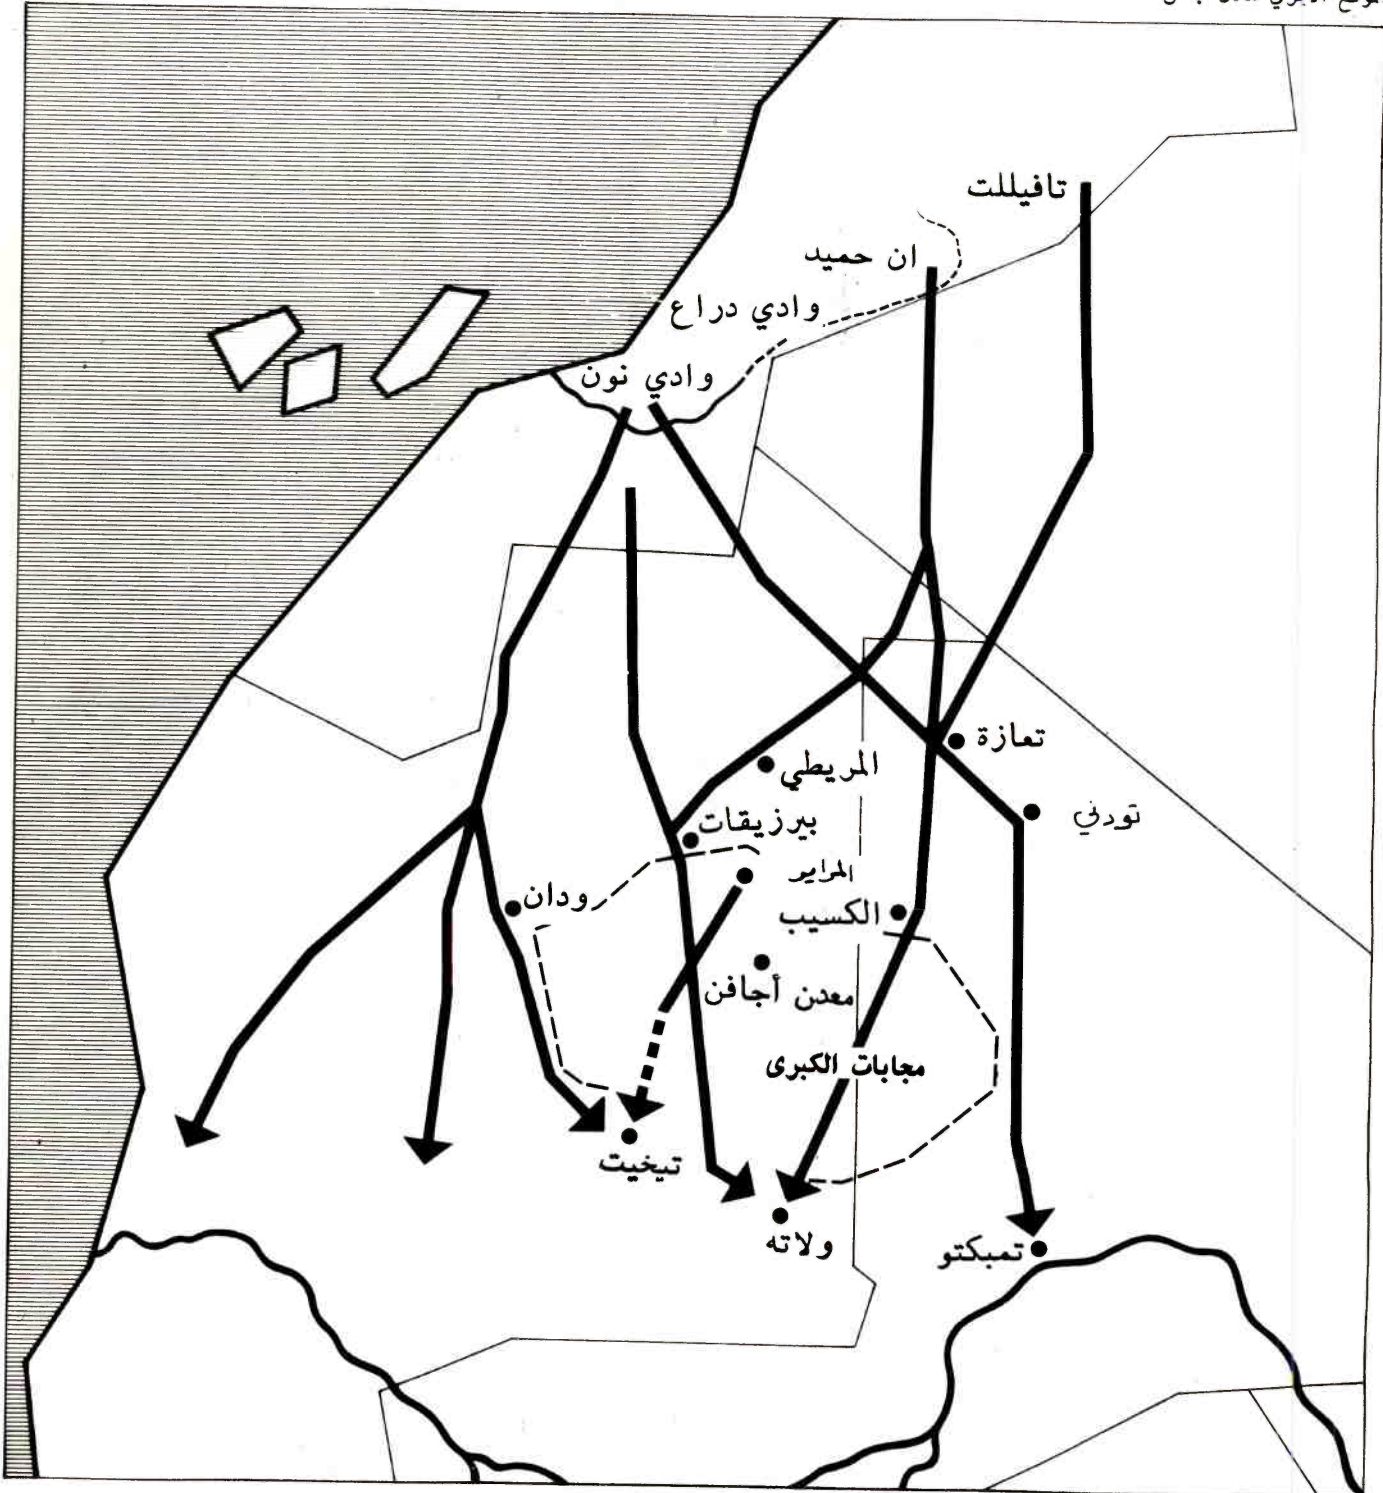 تافيللت
ان حميد
وادي دراع
وادي نون
تعازة
المريطي
تودني
بيرزيقات
المراير
ودان
الكسيب
معدن أجافن
مجابات الكبرى
تيخيت
ولاته
تمبكتو